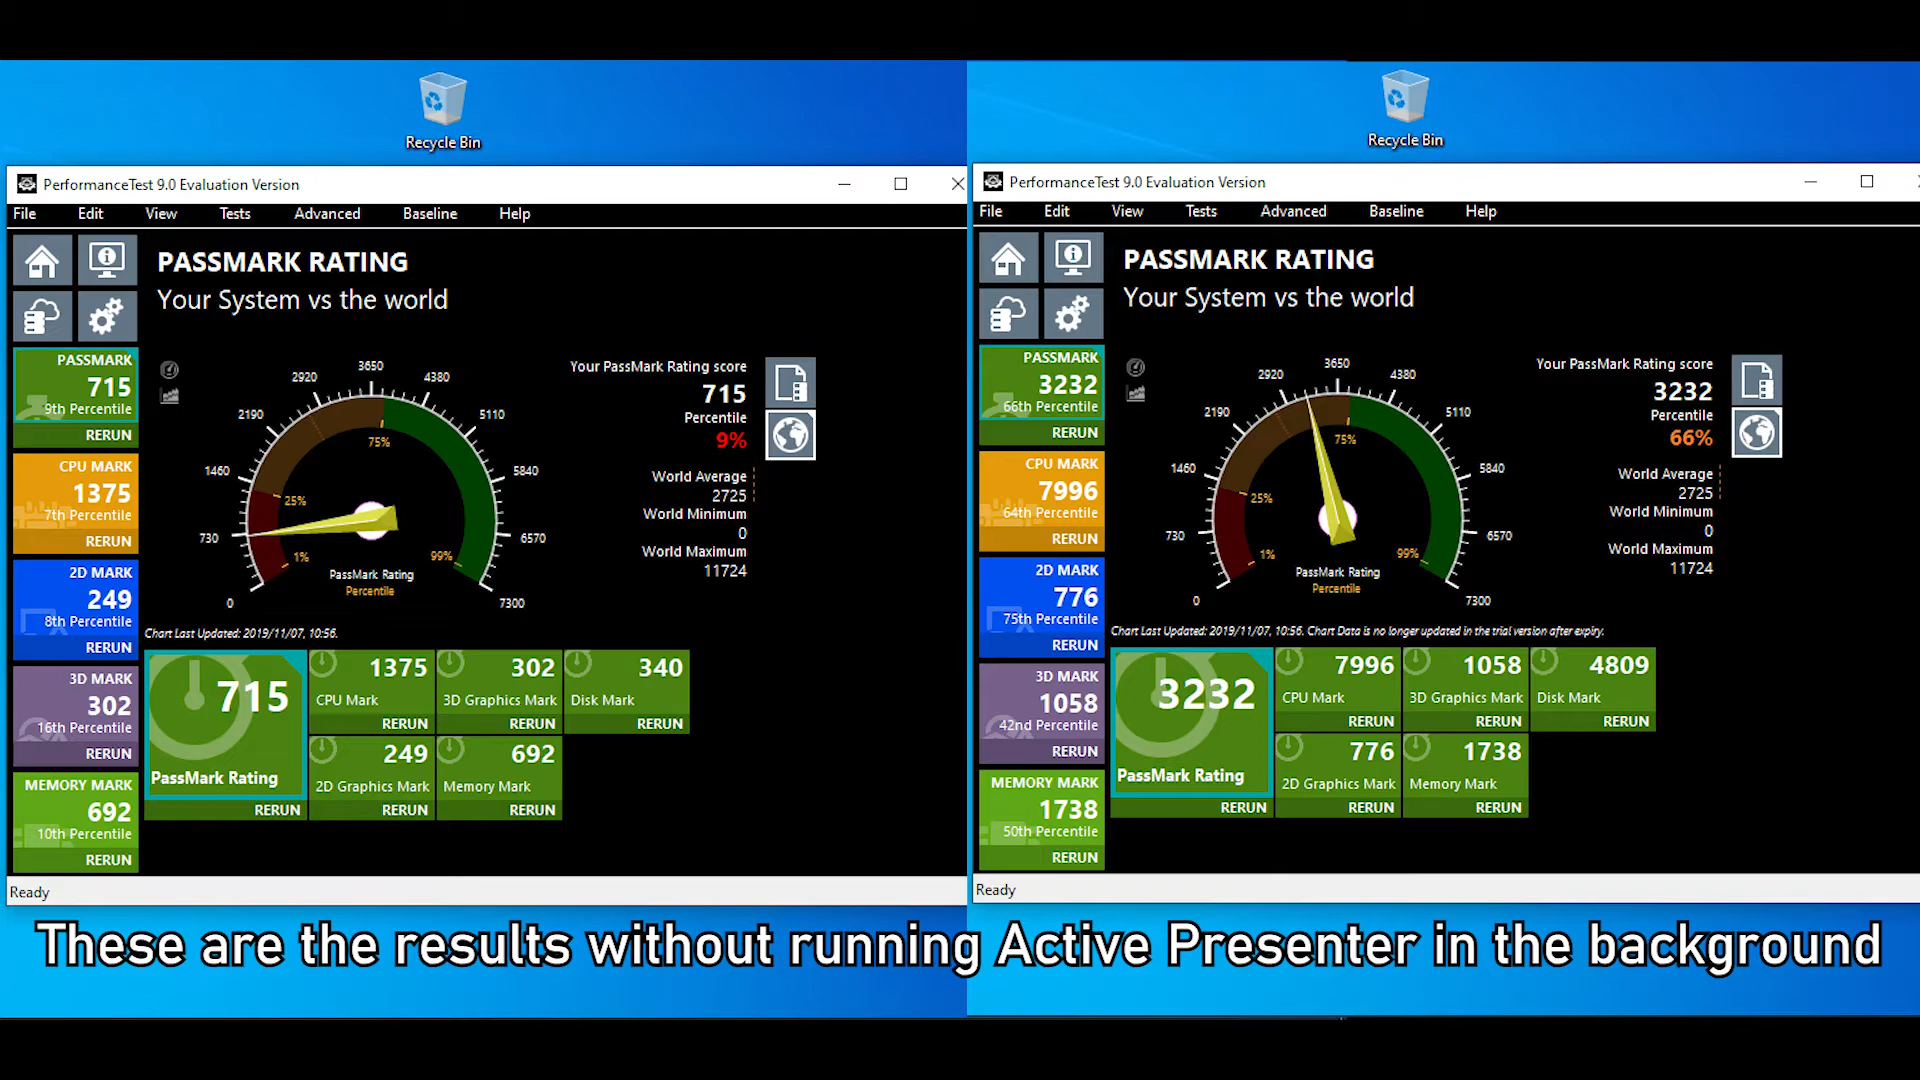 Recycle Bin
PerformanceTest 9.0 Evaluation Version
File Edit View Tests Advanced Baseline Help
PASSMARK RATING
Your System vs the world
PASSMARK
715
9th Percentile
RERUN
CPU MARK
1375
7th Percentile
RERUN
2D MARK
249
8th Percentile
RERUN
3D MARK
302
16th Percentile
RERUN
MEMORY MARK
692
10th Percentile
RERUN
0
730
1460
2190
2920
3650
4380
5110
5840
6570
7300
1%
25%
75%
99%
PassMark Rating
Percentile
Your PassMark Rating score
715
Percentile
9%
World Average
2725
World Minimum
0
World Maximum
11724
Chart Last Updated: 2019/11/07, 10:56.
715
PassMark Rating
RERUN
1375
CPU Mark
RERUN
302
3D Graphics Mark
RERUN
340
Disk Mark
RERUN
249
2D Graphics Mark
RERUN
692
Memory Mark
RERUN
Ready
Recycle Bin
PerformanceTest 9.0 Evaluation Version
File Edit View Tests Advanced Baseline Help
PASSMARK RATING
Your System vs the world
PASSMARK
3232
66th Percentile
RERUN
CPU MARK
7996
64th Percentile
RERUN
2D MARK
776
75th Percentile
RERUN
3D MARK
1058
42nd Percentile
RERUN
MEMORY MARK
1738
50th Percentile
RERUN
0
730
1460
2190
2920
3650
4380
5110
5840
6570
7300
1%
25%
75%
99%
PassMark Rating
Percentile
Your PassMark Rating score
3232
Percentile
66%
World Average
2725
World Minimum
0
World Maximum
11724
Chart Last Updated: 2019/11/07, 10:56. Chart Data is no longer updated in the trial version after expiry.
3232
PassMark Rating
RERUN
7996
CPU Mark
RERUN
1058
3D Graphics Mark
RERUN
4809
Disk Mark
RERUN
776
2D Graphics Mark
RERUN
1738
Memory Mark
RERUN
Ready
These are the results without running Active Presenter in the background